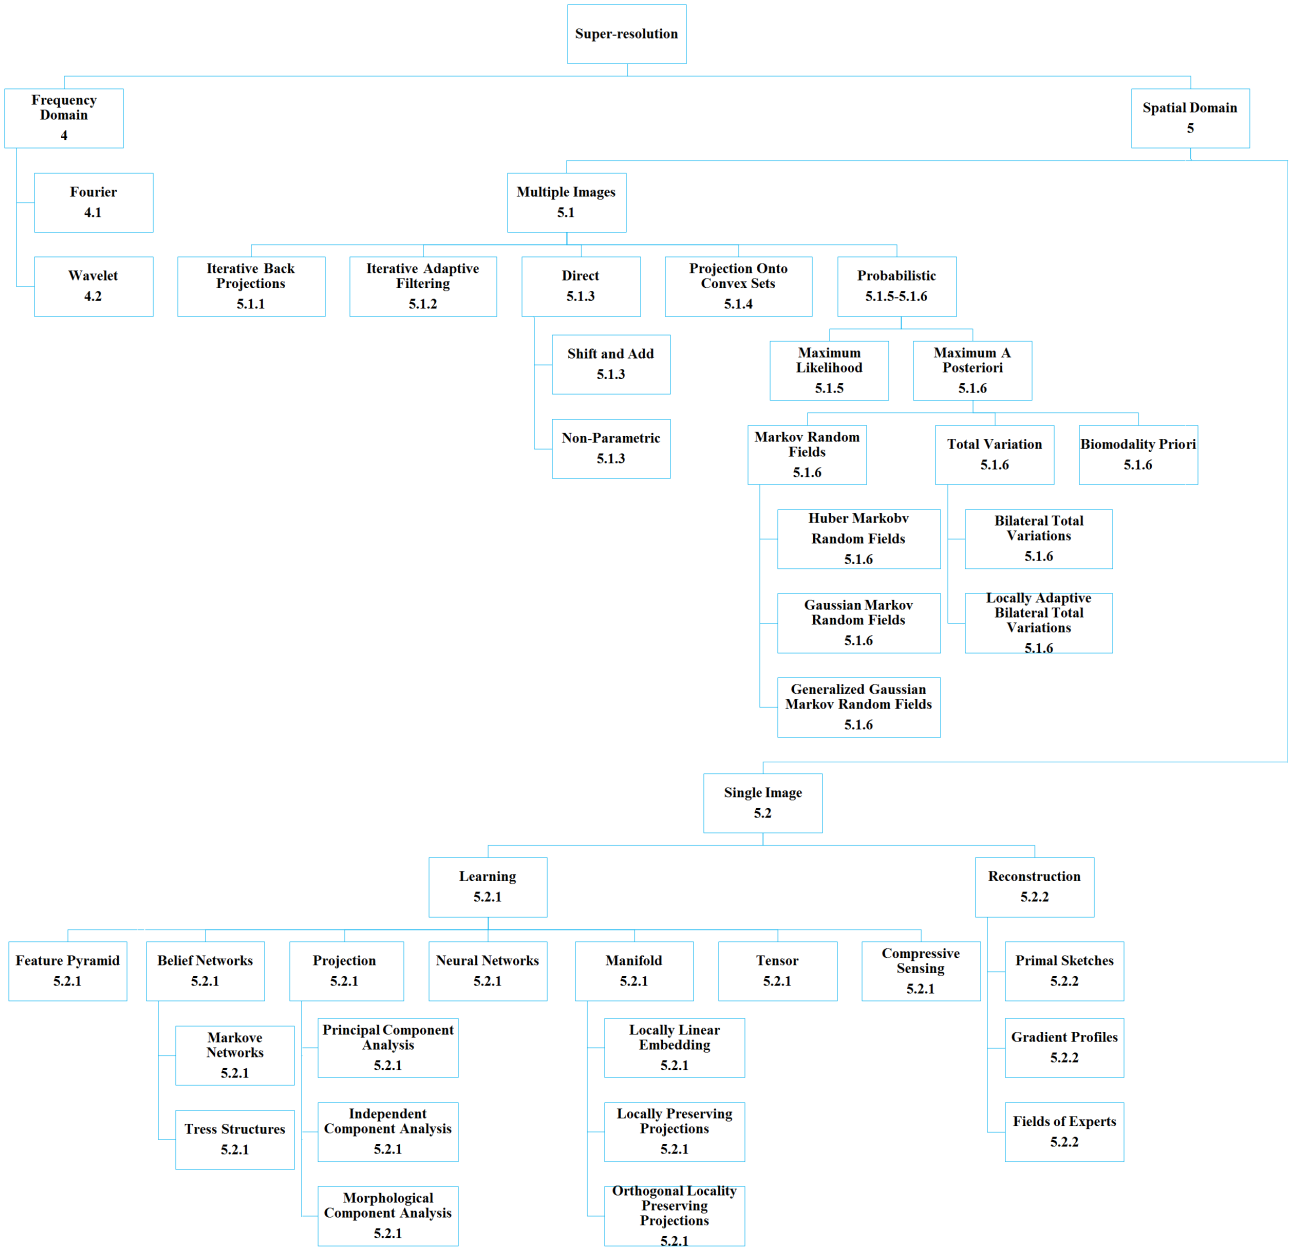 Super-resolution
Frequency
Domain
4
Spatial Domain
5
Fourier
4.1
Wavelet
4.2
Multiple Images
5.1
Iterative Back
Projections
5.1.1
Iterative Adaptive
Filtering
5.1.2
Direct
5.1.3
Projection Onto
Convex Sets
5.1.4
Probabilistic
5.1.5-5.1.6
Shift and Add
5.1.3
Non-Parametric
5.1.3
Maximum
Likelihood
5.1.5
Maximum A
Posteriori
5.1.6
Markov Random
Fields
5.1.6
Total Variation
5.1.6
Biomodality Priori
5.1.6
Huber Markobv
Random Fields
5.1.6
Gaussian Markov
Random Fields
5.1.6
Generalized Gaussian
Markov Random Fields
5.1.6
Bilateral Total
Variations
5.1.6
Locally Adaptive
Bilateral Total
Variations
5.1.6
Single Image
5.2
Learning
5.2.1
Reconstruction
5.2.2
Feature Pyramid
5.2.1
Belief Networks
5.2.1
Projection
5.2.1
Neural Networks
5.2.1
Manifold
5.2.1
Tensor
5.2.1
Compressive
Sensing
5.2.1
Markove
Networks
5.2.1
Tress Structures
5.2.1
Principal Component
Analysis
5.2.1
Independent
Component Analysis
5.2.1
Morphological
Component Analysis
5.2.1
Locally Linear
Embedding
5.2.1
Locally Preserving
Projections
5.2.1
Orthogonal Locality
Preserving
Projections
5.2.1
Primal Sketches
5.2.2
Gradient Profiles
5.2.2
Fields of Experts
5.2.2